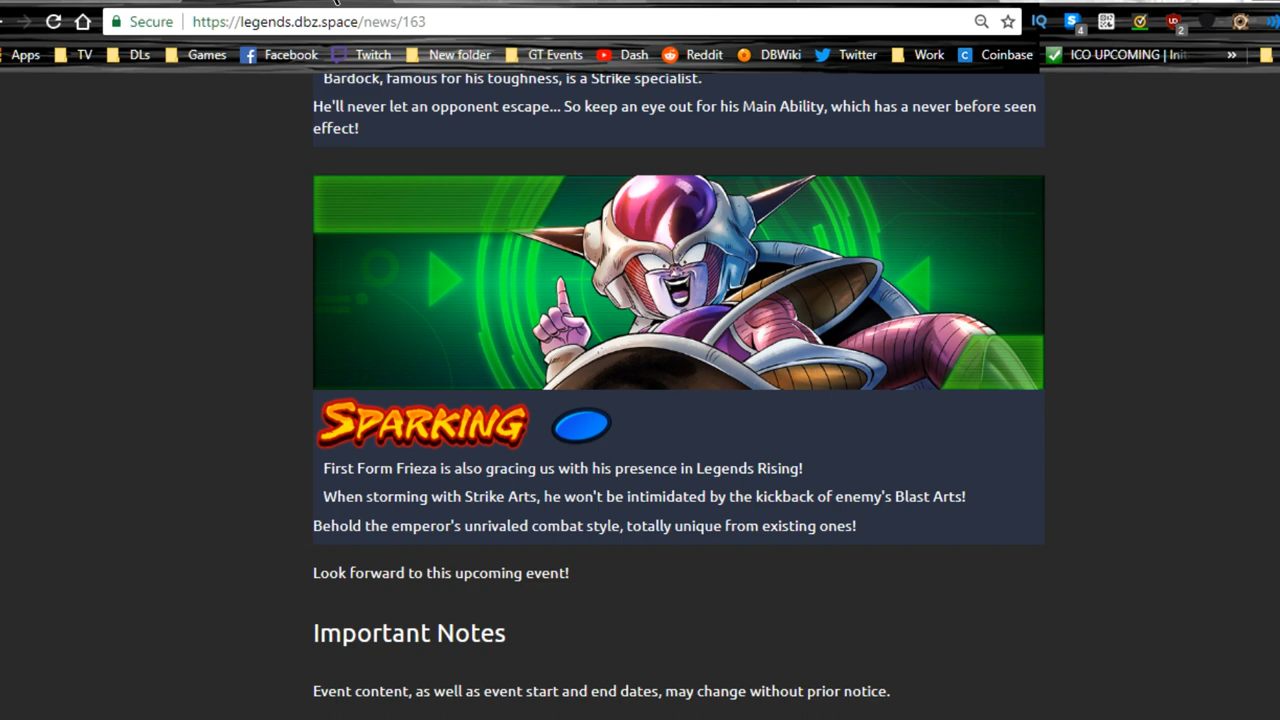 Secure https://legends.dbz.space/news/163
IQ
4
2
Apps TV DLs Games Facebook Twitch New folder GT Events Reddit DBWiki Twitter Work Coinbase ICO UPCOMING | Init »
Bardock, famous for his toughness, is a Strike specialist.
He'll never let an opponent escape... So keep an eye out for his Main Ability, which has a never before seen
effect!
SPARKING
First Form Frieza is also gracing us with his presence in Legends Rising!
When storming with Strike Arts, he won't be intimidated by the kickback of enemy's Blast Arts!
Behold the emperor's unrivaled combat style, totally unique from existing ones!
Look forward to this upcoming event!
Important Notes
Event content, as well as event start and end dates, may change without prior notice.